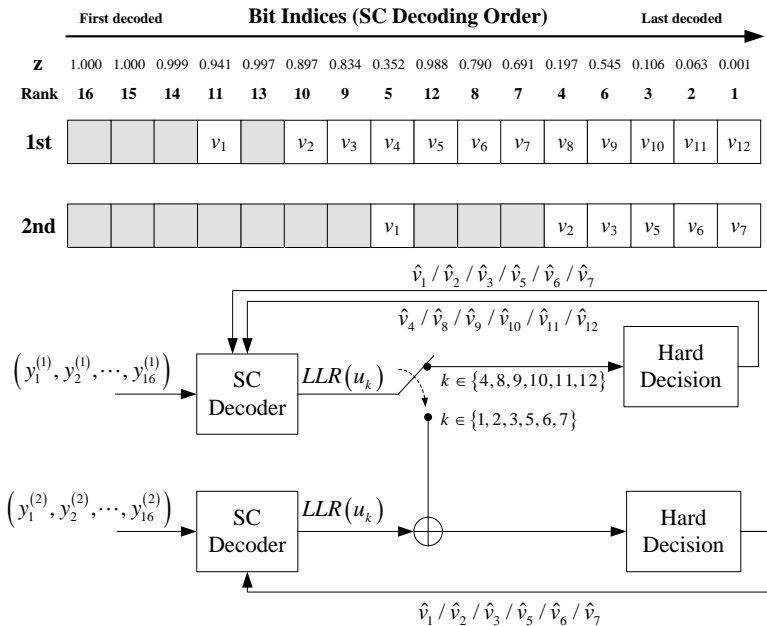 First decoded Bit Indices (SC Decoding Order) Last decoded
z 1.000 1.000 0.999 0.941 0.997 0.897 0.834 0.352 0.988 0.790 0.691 0.197 0.545 0.106 0.063 0.001
Rank 16 15 14 11 13 10 9 5 12 8 7 4 6 3 2 1
1st v₁ v₂ v₃ v₄ v₅ v₆ v₇ v₈ v₉ v₁₀ v₁₁ v₁₂
2nd v₁ v₂ v₃ v₅ v₆ v₇
v̂₁ / v̂₂ / v̂₃ / v̂₅ / v̂₆ / v̂₇
v̂₄ / v̂₈ / v̂₉ / v̂₁₀ / v̂₁₁ / v̂₁₂
(y₁⁽¹⁾, y₂⁽¹⁾, ⋯, y₁₆⁽¹⁾)
SC
Decoder
LLR(uₖ)
k ∈ {4,8,9,10,11,12}
k ∈ {1,2,3,5,6,7}
Hard
Decision
(y₁⁽²⁾, y₂⁽²⁾, ⋯, y₁₆⁽²⁾)
SC
Decoder
LLR(uₖ)
Hard
Decision
v̂₁ / v̂₂ / v̂₃ / v̂₅ / v̂₆ / v̂₇